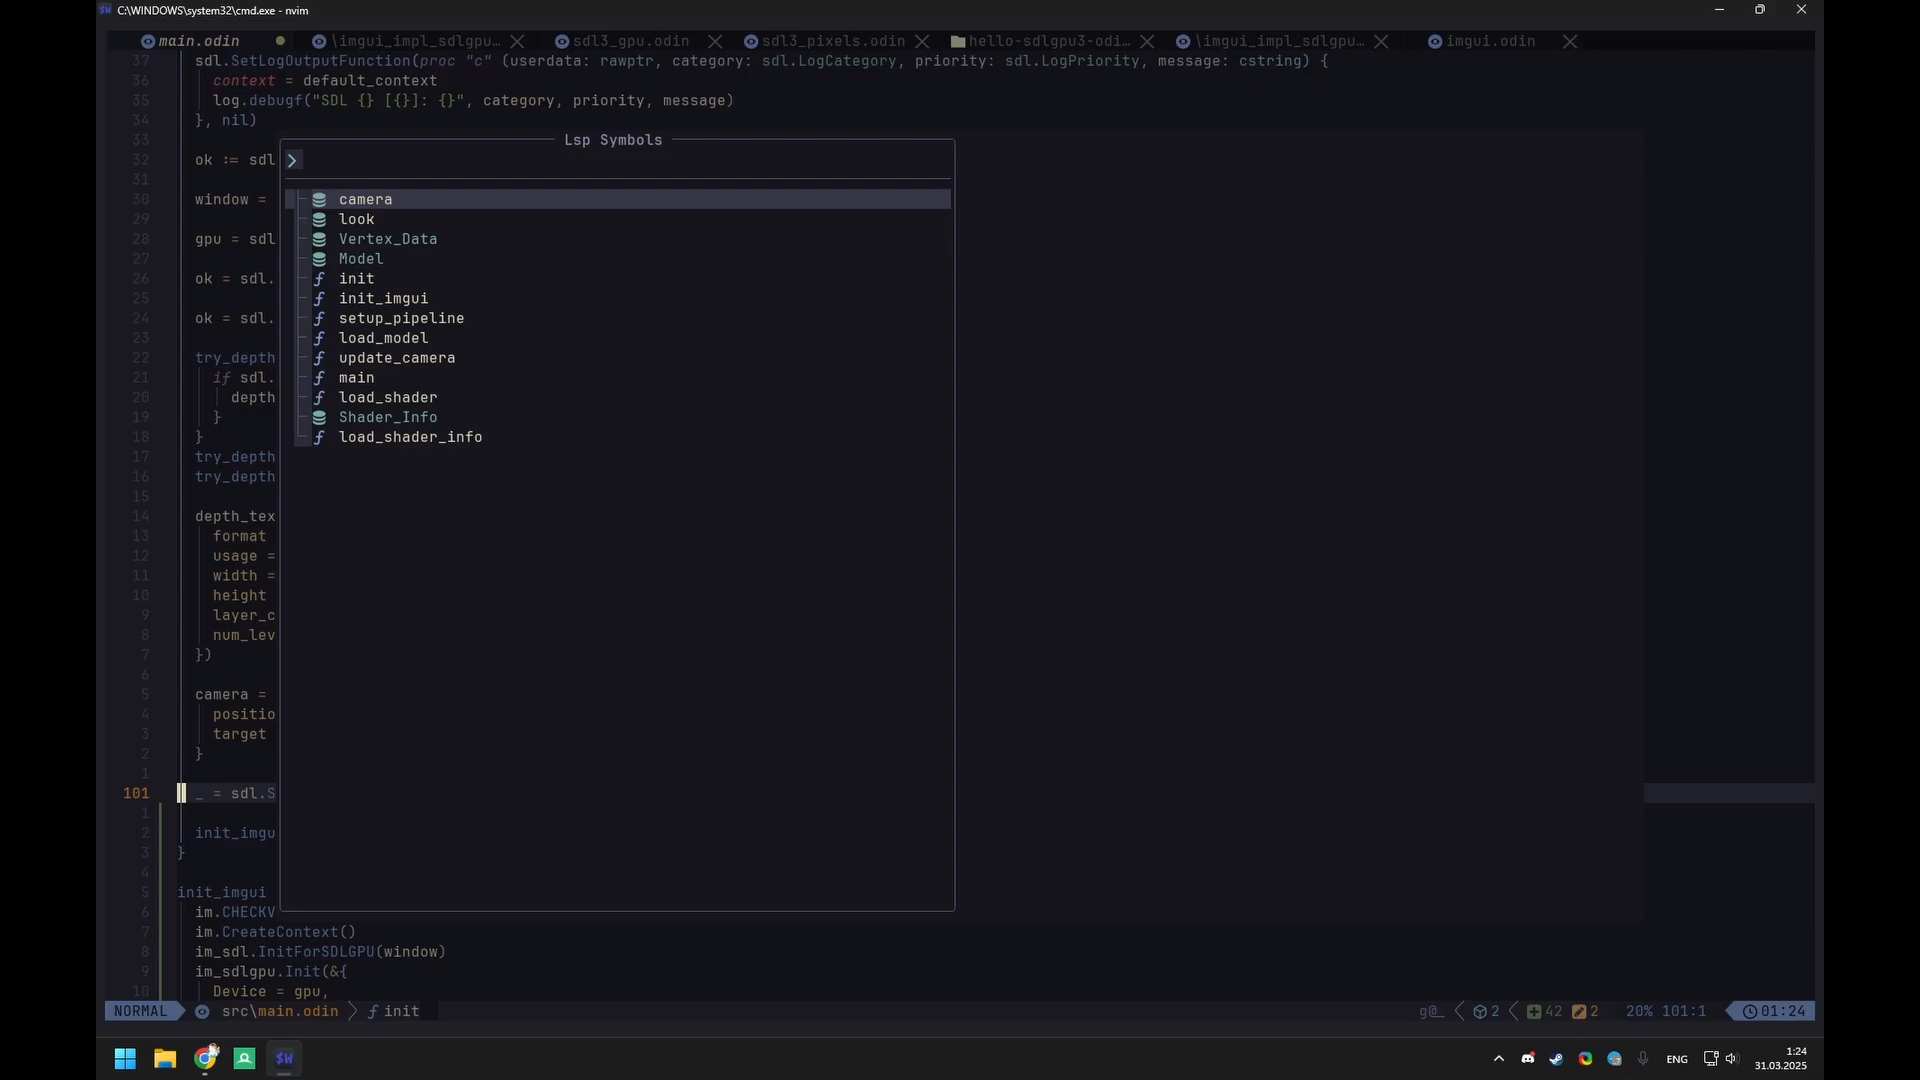 C:\WINDOWS\system32\cmd.exe - nvim
main.odin \imgui_impl_sdlgpu… sdl3_gpu.odin sdl3_pixels.odin hello-sdlgpu3-odi… \imgui_impl_sdlgpu… imgui.odin
37 sdl.SetLogOutputFunction(proc "c" (userdata: rawptr, category: sdl.LogCategory, priority: sdl.LogPriority, message: cstring) {
36 context = default_context
35 log.debugf("SDL {} [{}]: {}", category, priority, message)
34 }, nil)
33 Lsp Symbols
32 ok := sdl >
31
30 window = camera
29 look
28 gpu = sdl Vertex_Data
27 Model
26 ok = sdl. init
25 init_imgui
24 ok = sdl. setup_pipeline
23 load_model
22 try_depth update_camera
21 if sdl. main
20 depth load_shader
19 } Shader_Info
18 } load_shader_info
17 try_depth
16 try_depth
15
14 depth_tex
13 format
12 usage =
11 width =
10 height
9 layer_c
8 num_lev
7 })
6
5 camera =
4 positio
3 target
2 }
1
101 _ = sdl.S
1
2 init_imgu
3 }
4
5 init_imgui
6 im.CHECKV
7 im.CreateContext()
8 im_sdl.InitForSDLGPU(window)
9 im_sdlgpu.Init(&{
10 Device = gpu,
NORMAL src\main.odin init g@_ 2 42 2 20% 101:1 01:24
ENG 1:24
31.03.2025